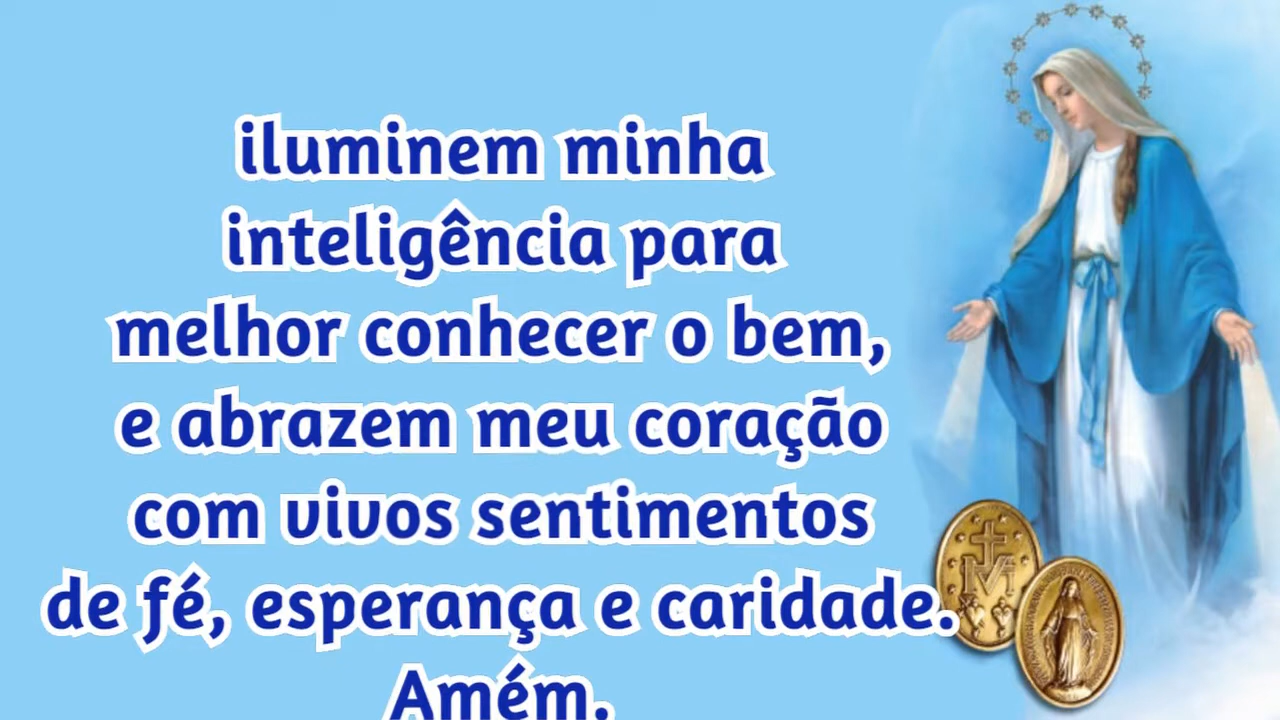 iluminem minha
inteligência para
melhor conhecer o bem,
e abrazem meu coração
com vivos sentimentos
de fé, esperança e caridade.
Amém.